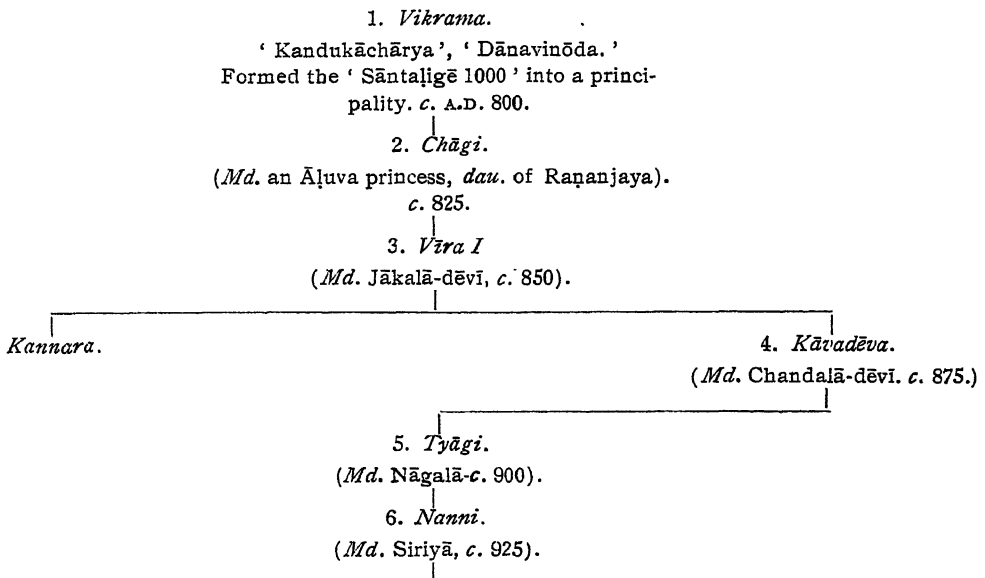 1. Vikrama.
‘ Kandukāchārya ’, ‘ Dānavinōda. ’
Formed the ‘ Sāntaḷigē 1000 ’ into a princi-
pality. c. A.D. 800.
2. Chāgi.
(Md. an Āḷuva princess, dau. of Raṇanjaya).
c. 825.
3. Vīra I
(Md. Jākalā-dēvī, c. 850).
Kannara.
4. Kāvadēva.
(Md. Chandalā-dēvī. c. 875.)
5. Tyāgi.
(Md. Nāgalā-c. 900).
6. Nanni.
(Md. Siriyā, c. 925).